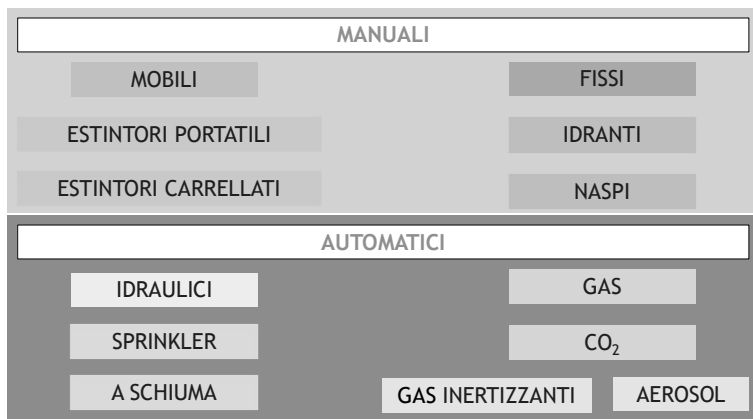 MANUALI
MOBILI
FISSI
ESTINTORI PORTATILI
IDRANTI
ESTINTORI CARRELLATI
NASPI
AUTOMATICI
IDRAULICI
GAS
SPRINKLER
CO₂
A SCHIUMA
GAS INERTIZZANTI
AEROSOL